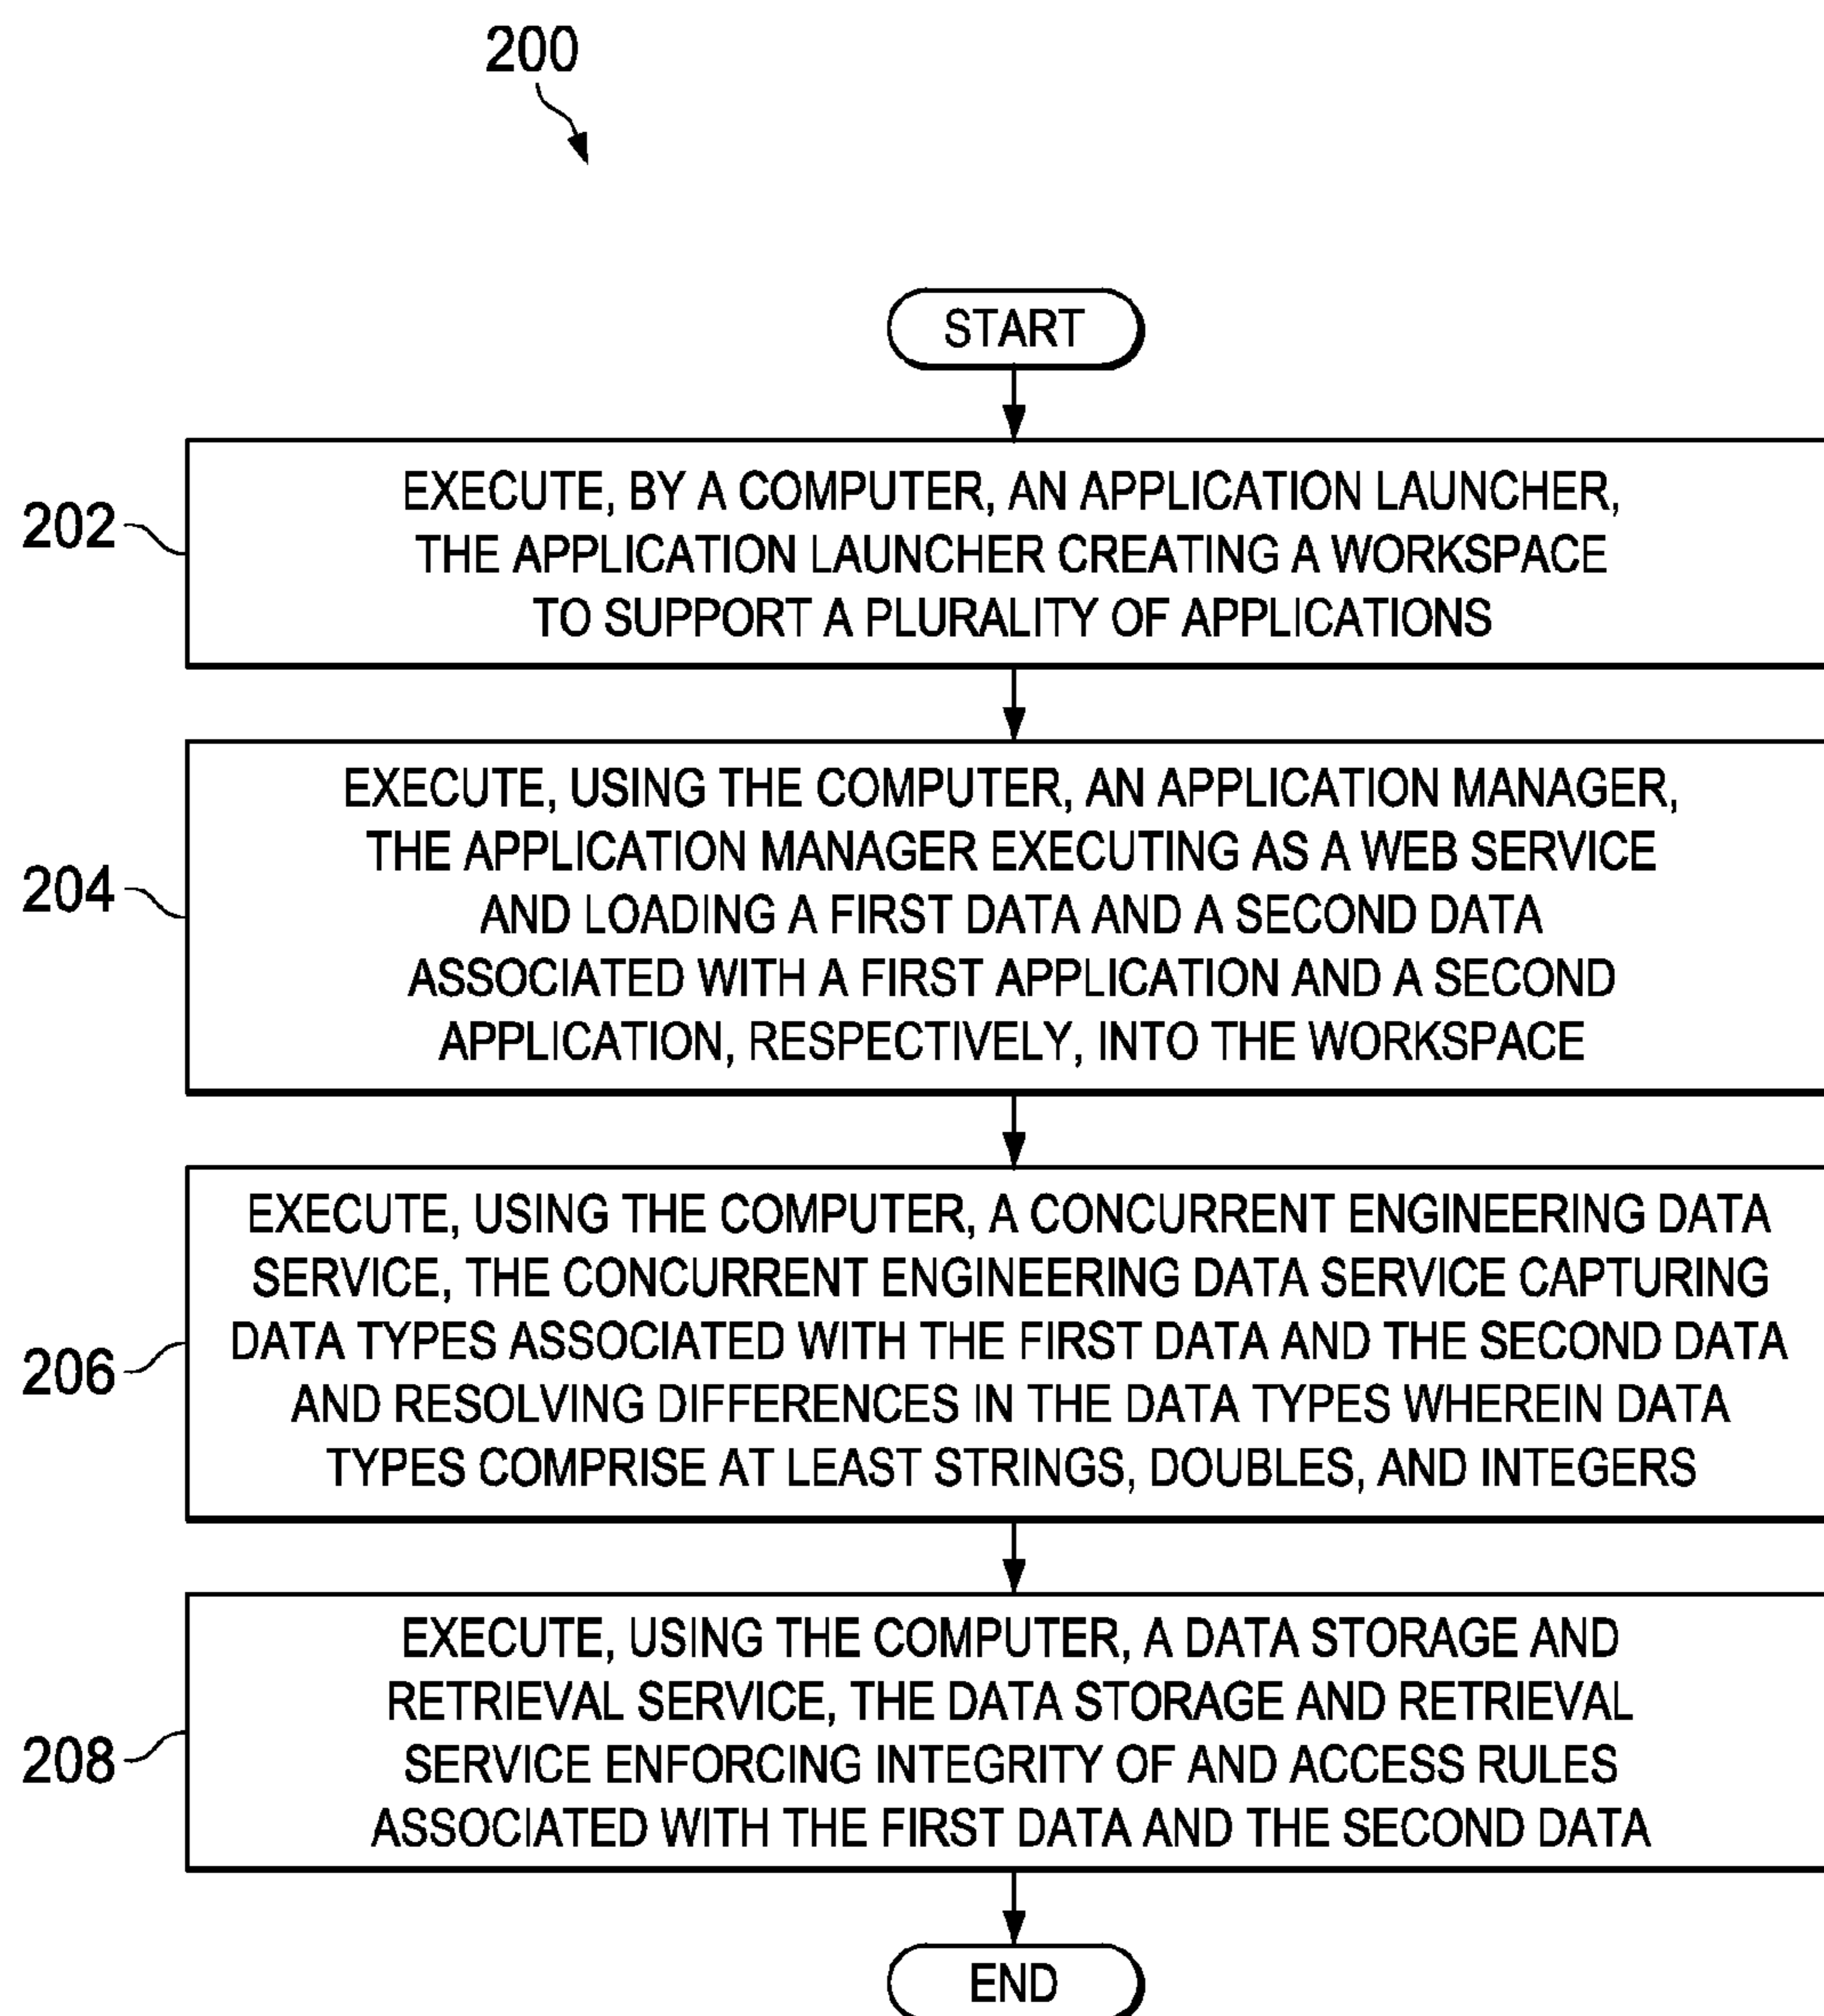 200
START
202
EXECUTE, BY A COMPUTER, AN APPLICATION LAUNCHER,
THE APPLICATION LAUNCHER CREATING A WORKSPACE
TO SUPPORT A PLURALITY OF APPLICATIONS
204
EXECUTE, USING THE COMPUTER, AN APPLICATION MANAGER,
THE APPLICATION MANAGER EXECUTING AS A WEB SERVICE
AND LOADING A FIRST DATA AND A SECOND DATA
ASSOCIATED WITH A FIRST APPLICATION AND A SECOND
APPLICATION, RESPECTIVELY, INTO THE WORKSPACE
206
EXECUTE, USING THE COMPUTER, A CONCURRENT ENGINEERING DATA
SERVICE, THE CONCURRENT ENGINEERING DATA SERVICE CAPTURING
DATA TYPES ASSOCIATED WITH THE FIRST DATA AND THE SECOND DATA
AND RESOLVING DIFFERENCES IN THE DATA TYPES WHEREIN DATA
TYPES COMPRISE AT LEAST STRINGS, DOUBLES, AND INTEGERS
208
EXECUTE, USING THE COMPUTER, A DATA STORAGE AND
RETRIEVAL SERVICE, THE DATA STORAGE AND RETRIEVAL
SERVICE ENFORCING INTEGRITY OF AND ACCESS RULES
ASSOCIATED WITH THE FIRST DATA AND THE SECOND DATA
END